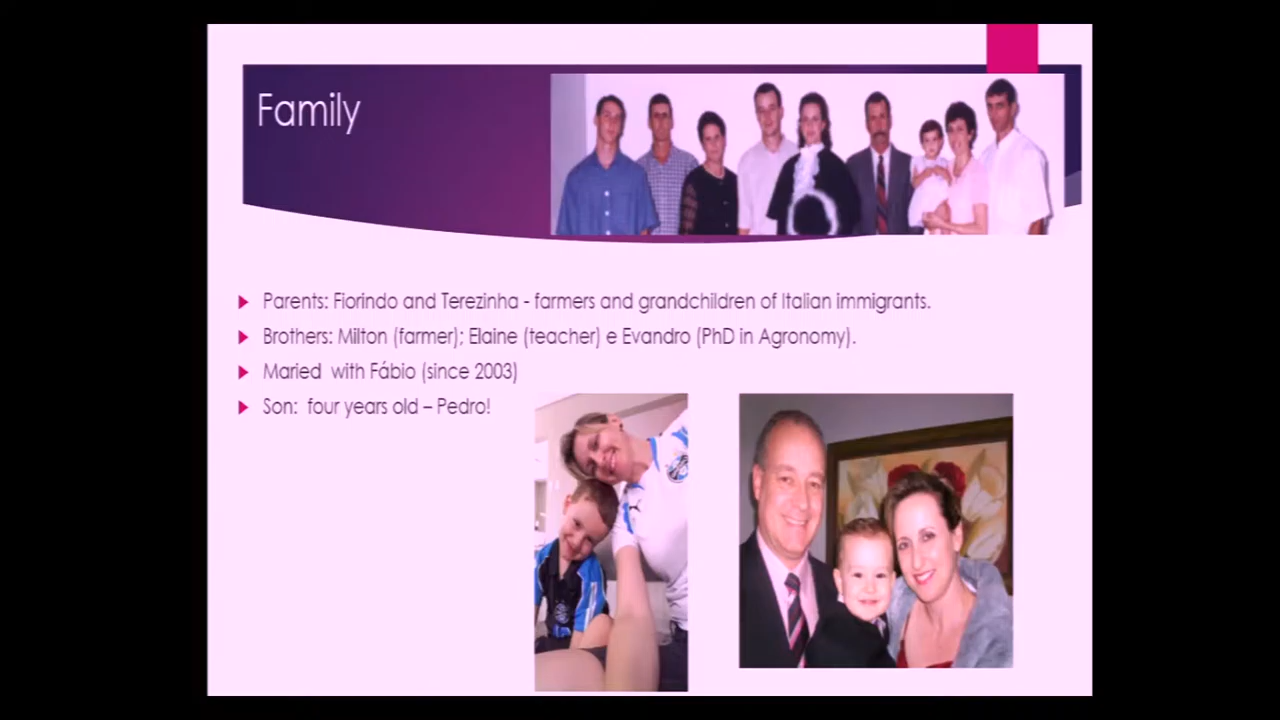 Family
Parents: Fiorindo and Terezinha - farmers and grandchildren of Italian immigrants.
Brothers: Milton (farmer); Elaine (teacher) e Evandro (PhD in Agronomy).
Maried with Fábio (since 2003)
Son: four years old – Pedro!